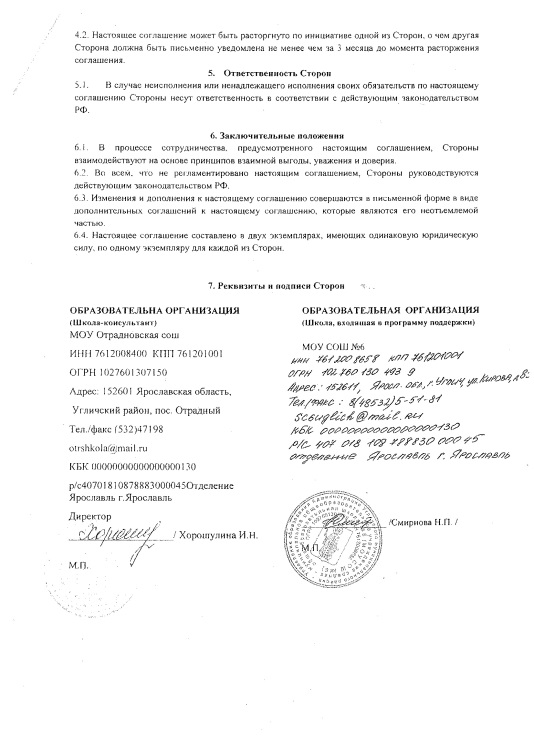 4.2. Настоящее соглашение может быть расторгнуто по инициативе одной из Сторон, о чем другая
Сторона должна быть письменно уведомлена не менее чем за 3 месяца до момента расторжения
соглашения.
5. Ответственность Сторон
5.1. В случае неисполнения или ненадлежащего исполнения своих обязательств по настоящему
соглашению Стороны несут ответственность в соответствии с действующим законодательством
РФ.
6. Заключительные положения
6.1. В процессе сотрудничества, предусмотренного настоящим соглашением, Стороны
взаимодействуют на основе принципов взаимной выгоды, уважения и доверия.
6.2. Во всем, что не регламентировано настоящим соглашением, Стороны руководствуются
действующим законодательством РФ.
6.3. Изменения и дополнения к настоящему соглашению совершаются в письменной форме в виде
дополнительных соглашений к настоящему соглашению, которые являются его неотъемлемой
частью.
6.4. Настоящее соглашение составлено в двух экземплярах, имеющих одинаковую юридическую
силу, по одному экземпляру для каждой из Сторон.
7. Реквизиты и подписи Сторон
ОБРАЗОВАТЕЛЬНА ОРГАНИЗАЦИЯ
(Школа-консультант)
МОУ Отрадновская сош
ИНН 7612008400 КПП 761201001
ОГРН 1027601307150
Адрес: 152601 Ярославская область,
Угличский район, пос. Отрадный
Тел./факс (532)47198
otrshkola@mail.ru
КБК 00000000000000000130
р/с40701810878883000045Отделение
Ярославль г.Ярославль
Директор
/ Хорошулина И.Н.
М.П.
ОБРАЗОВАТЕЛЬНАЯ ОРГАНИЗАЦИЯ
(Школа, входящая в программу поддержки)
МОУ СОШ №6
ИНН 7612008658 КПП 761201001
ОГРН 102 760 130 493 9
Адрес: 152611, Яросл. обл., г. Углич, ул. Кирова, д.8с
Тел./факс: 8(48532)5-51-81
sc6uglich@mail.ru
КБК 00000000000000000130
Р/С 407 018 108 788830 000 45
отделение Ярославль г. Ярославль
/Смирнова Н.П. /
М.П.